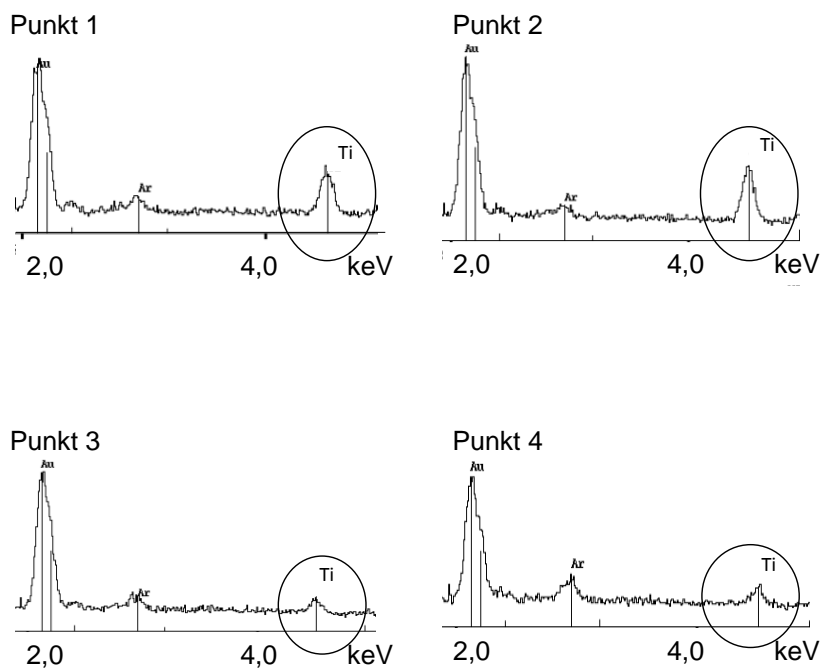 Punkt 1
Au
Ar
Ti
2,0 4,0 keV
Punkt 2
Au
Ar
Ti
2,0 4,0 keV
Punkt 3
Au
Ar
Ti
2,0 4,0 keV
Punkt 4
Au
Ar
Ti
2,0 4,0 keV